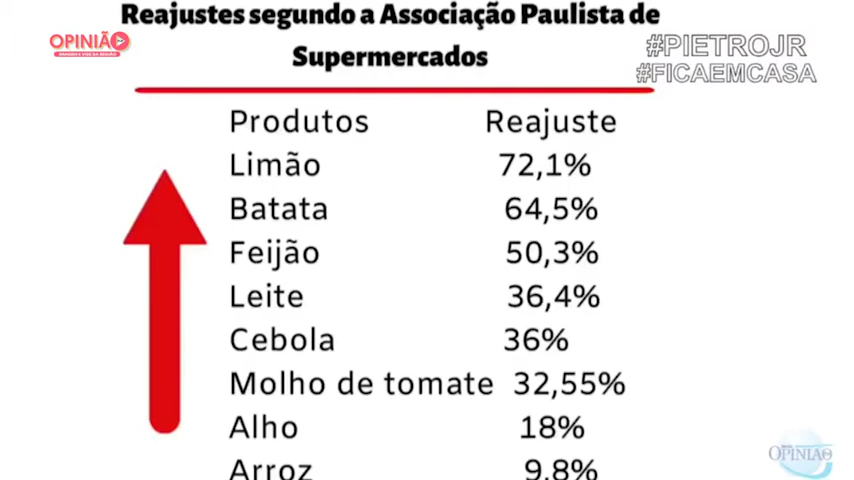 Reajustes segundo a Associação Paulista de
Supermercados
OPINIÃO
#PIETROJR
#FICAEMCASA
Produtos Reajuste
Limão 72,1%
Batata 64,5%
Feijão 50,3%
Leite 36,4%
Cebola 36%
Molho de tomate 32,55%
Alho 18%
Arroz 9,8%
OPINIÃO